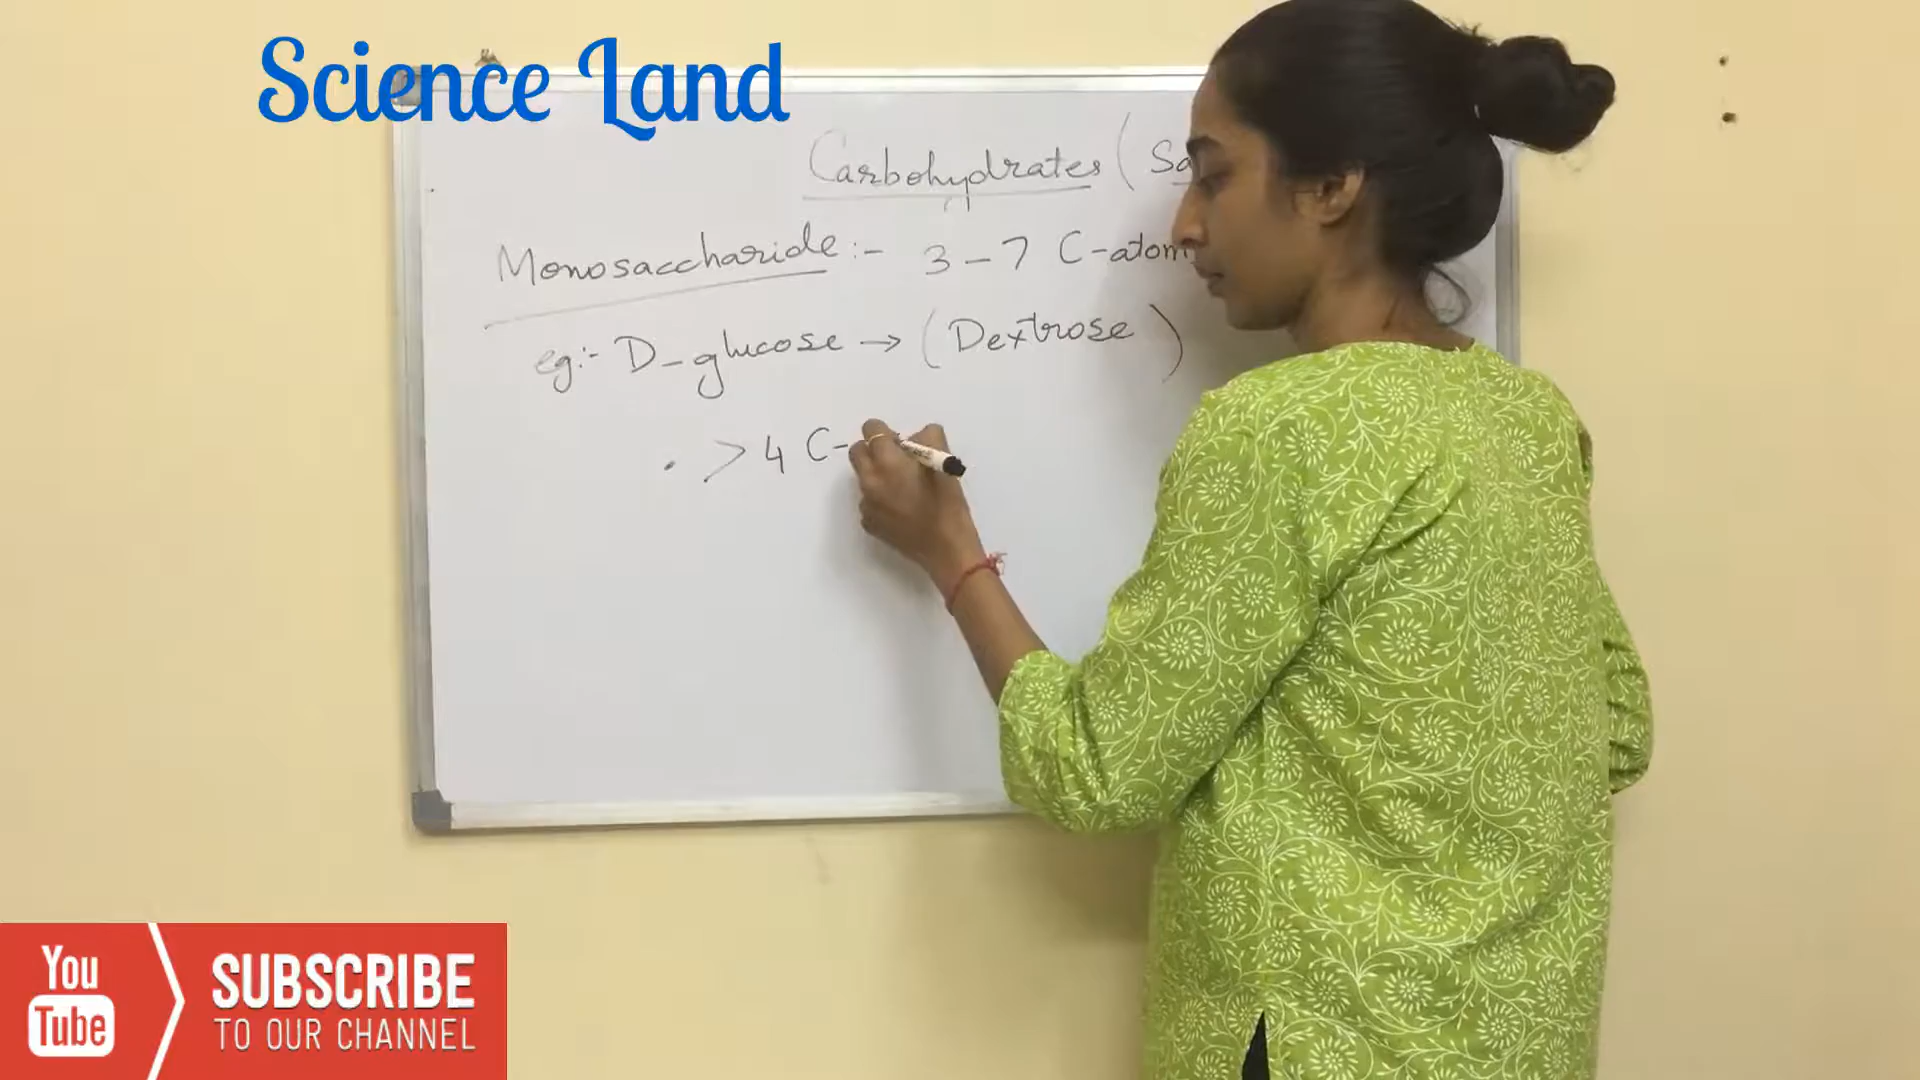 Science Land
Carbohydrates (Sa
Monosaccharide :- 3-7 C-atom
eg:- D-glucose → (Dextrose)
. > 4 C-
You Tube
SUBSCRIBE
TO OUR CHANNEL